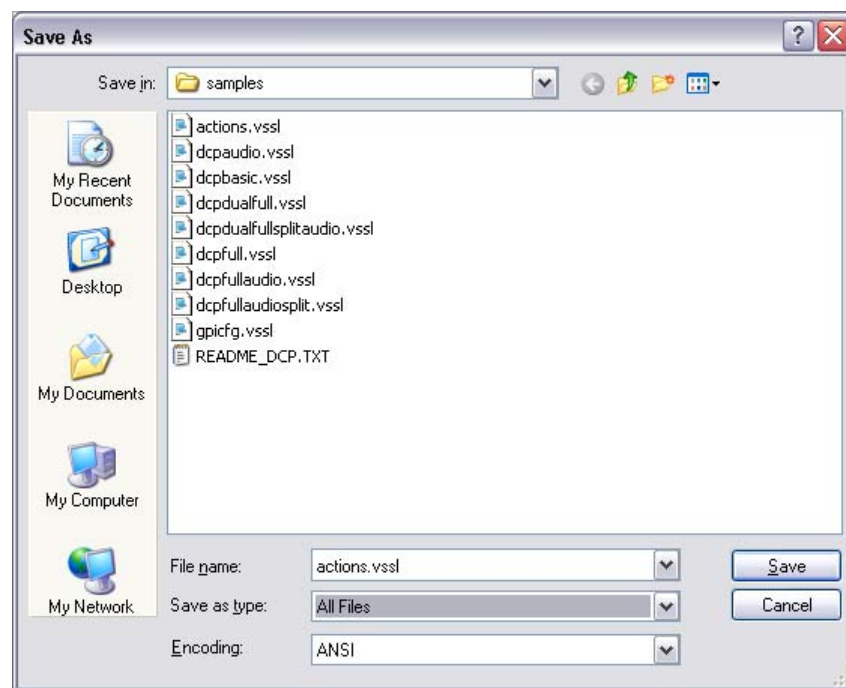 Save As
Save in: samples
My Recent
Documents
Desktop
My Documents
My Computer
My Network
actions.vssl
dcpaudio.vssl
dcpbasic.vssl
dcpdualfull.vssl
dcpdualfullsplitaudio.vssl
dcpfull.vssl
dcpfullaudio.vssl
dcpfullaudiosplit.vssl
gpicfg.vssl
README_DCP.TXT
File name: actions.vssl Save
Save as type: All Files Cancel
Encoding: ANSI